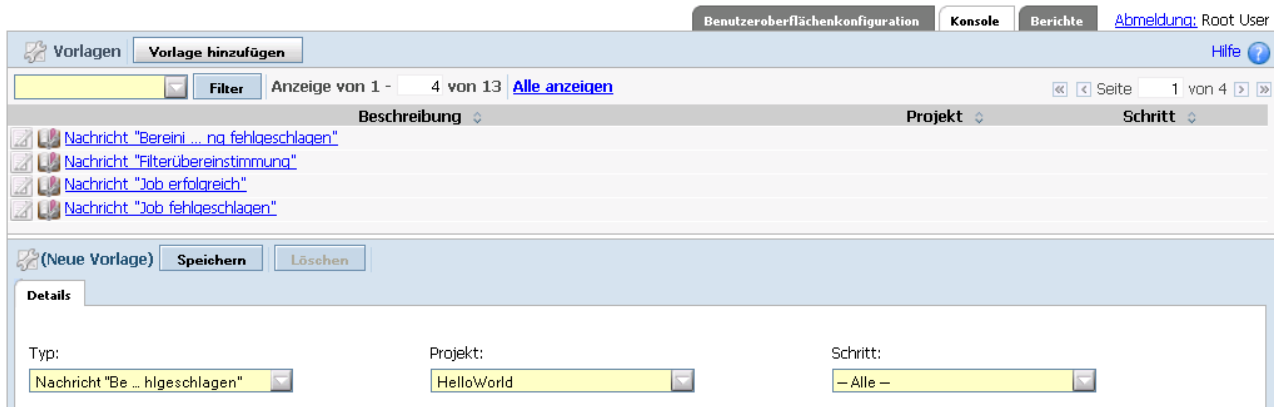 Benutzeroberflächenkonfiguration Konsole Berichte Abmeldung: Root User
Vorlagen Vorlage hinzufügen Hilfe ?
Filter Anzeige von 1 - 4 von 13 Alle anzeigen Seite 1 von 4
Beschreibung Projekt Schritt
Nachricht "Bereini ... ng fehlgeschlagen"
Nachricht "Filterübereinstimmung"
Nachricht "Job erfolgreich"
Nachricht "Job fehlgeschlagen"
(Neue Vorlage) Speichern Löschen
Details
Typ: Projekt: Schritt:
Nachricht "Be ... hlgeschlagen" HelloWorld — Alle —